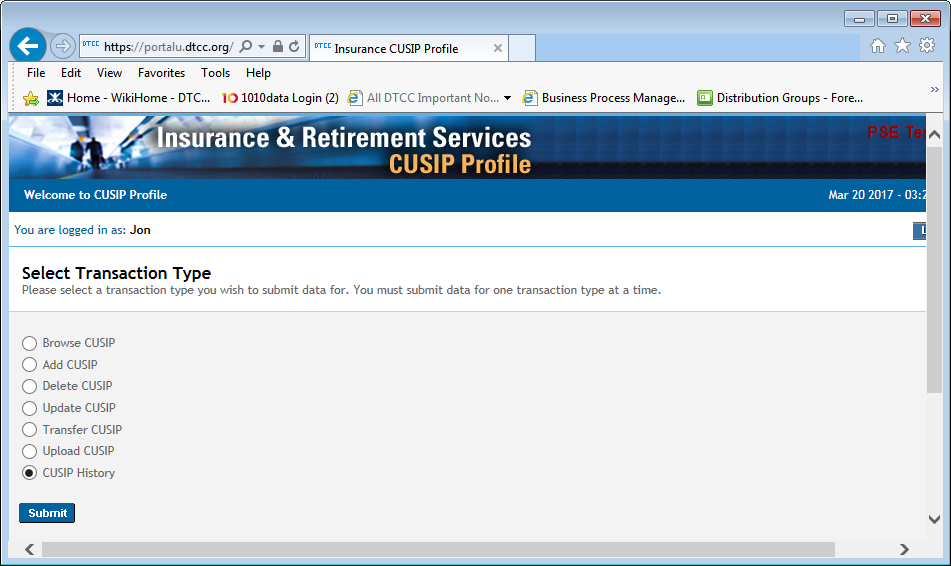 DTCC https://portalu.dtcc.org/
DTCC Insurance CUSIP Profile
File Edit View Favorites Tools Help
Home - WikiHome - DTC... 1010data Login (2) All DTCC Important No... Business Process Manage... Distribution Groups - Fore...
Insurance & Retirement Services
CUSIP Profile
PSE Te
Welcome to CUSIP Profile
Mar 20 2017 - 03:2
You are logged in as: Jon
L
Select Transaction Type
Please select a transaction type you wish to submit data for. You must submit data for one transaction type at a time.
Browse CUSIP
Add CUSIP
Delete CUSIP
Update CUSIP
Transfer CUSIP
Upload CUSIP
CUSIP History
Submit